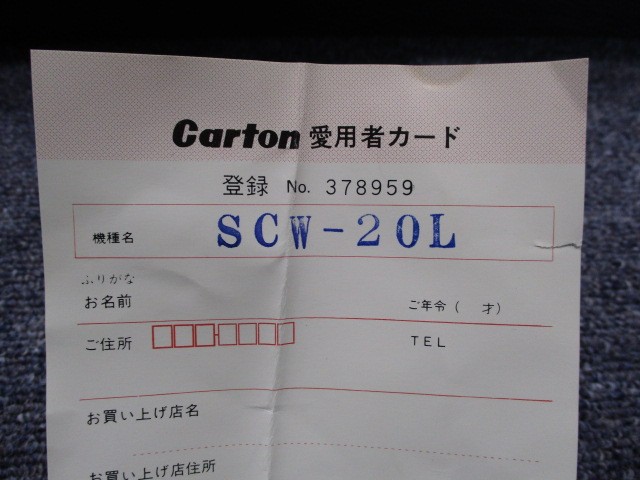 Carton 愛用者カード
登録 No. 378959
機種名 SCW-20L
ふりがな
お名前 ご年令( 才)
ご住所 TEL
お買い上げ店名
お買い上げ店住所